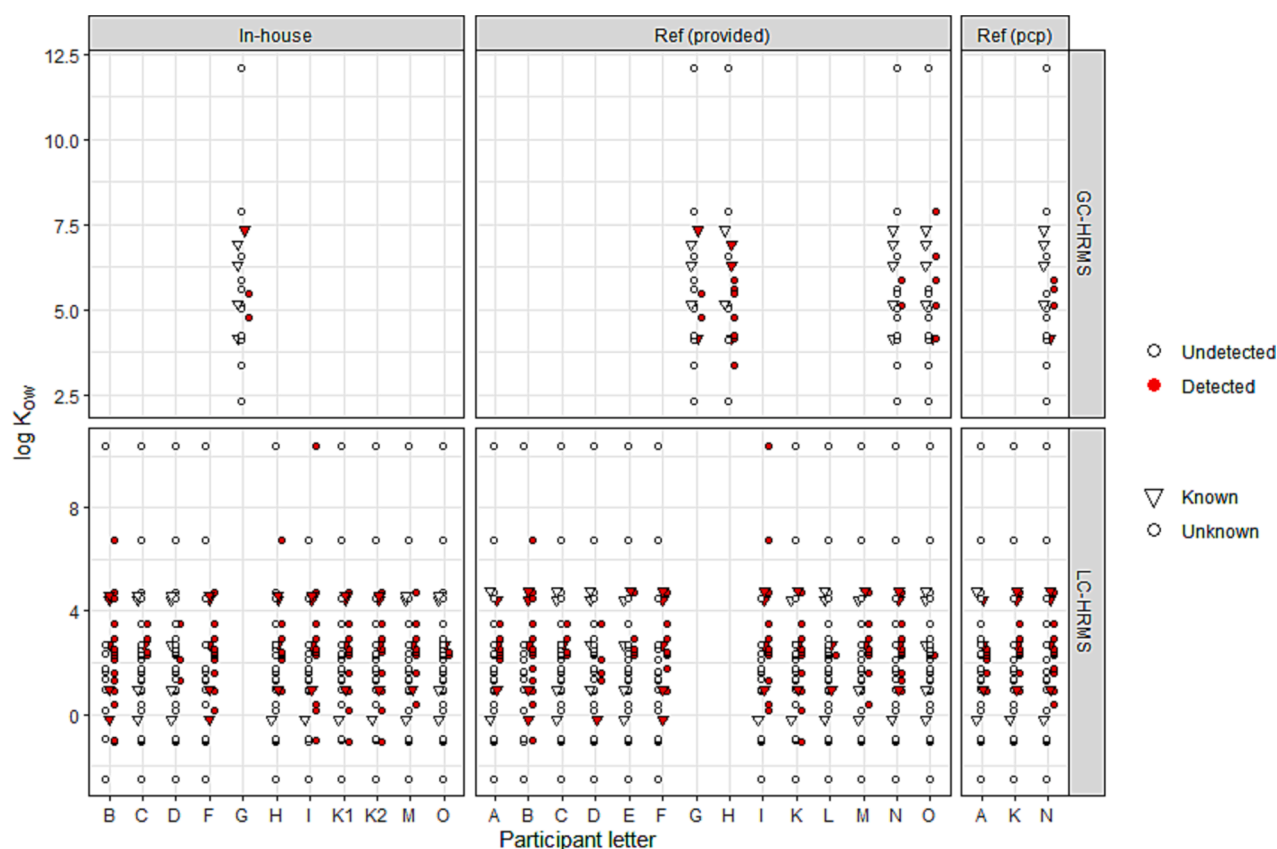 In-house Ref (provided) Ref (pcp)
12.5
10.0
7.5
5.0
2.5
GC-HRMS
log Kow
Undetected
Detected
Known
Unknown
8
4
0
LC-HRMS
B C D F G H I K1 K2 M O A B C D E F G H I K L M N O A K N
Participant letter